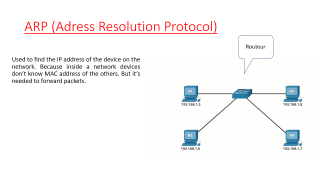 ARP (Adress Resolution Protocol)
Routeur
Used to find the IP address of the device on the
network. Because inside a network devices
don't know MAC address of the others. But it's
needed to forward packets.
192.168.1.5
192.168.1.8
192.168.1.6
192.168.1.7